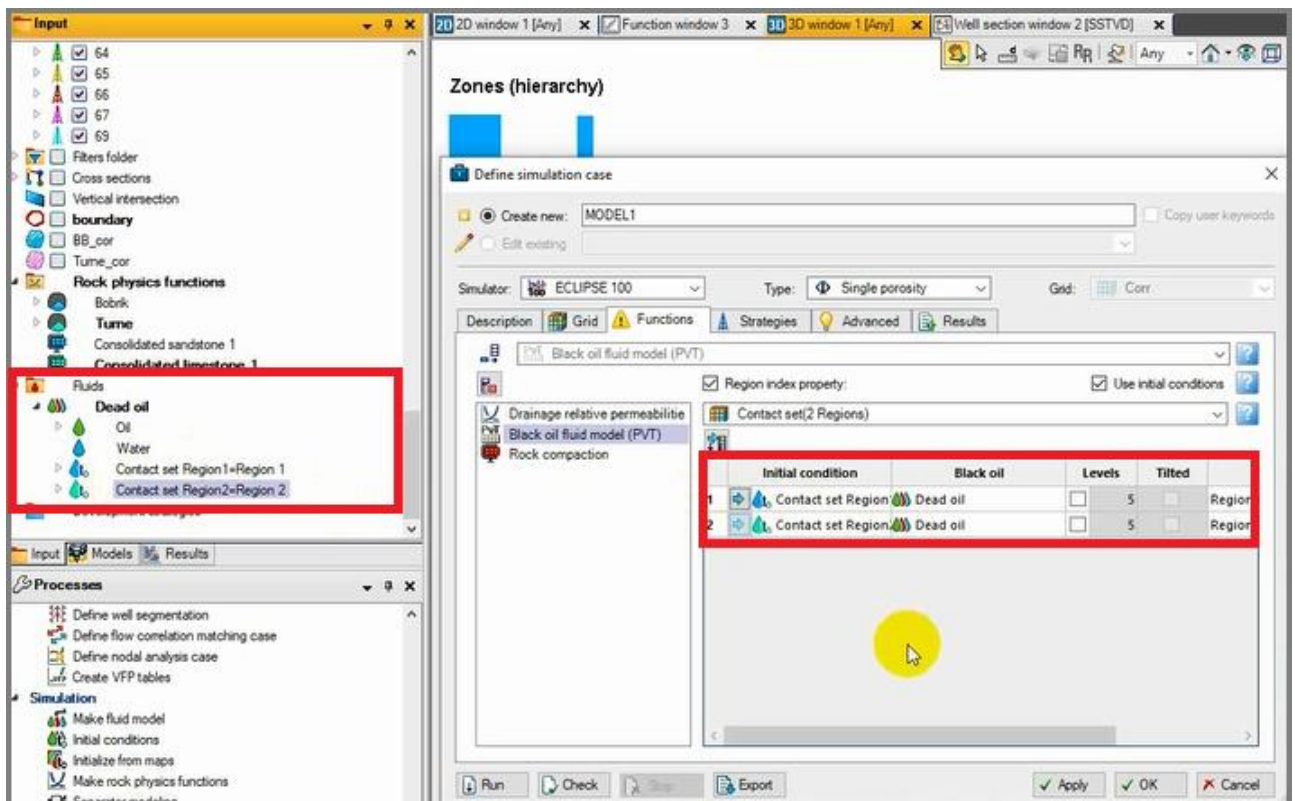 Input
64
65
66
67
69
Filters folder
Cross sections
Vertical intersection
boundary
BB_cor
Tume_cor
Rock physics functions
Bobrik
Turne
Consolidated sandstone 1
Consolidated limestone 1
Fluids
Dead oil
Oil
Water
Contact set Region1=Region 1
Contact set Region2=Region 2
Input Models Results
Processes
Define well segmentation
Define flow correlation matching case
Define nodal analysis case
Create VFP tables
Simulation
Make fluid model
Initial conditions
Initialize from maps
Make rock physics functions
2D 2D window 1 [Any] Function window 3 3D 3D window 1 [Any] Well section window 2 [SSTVD]
Any
Zones (hierarchy)
Define simulation case
Create new: MODEL1 Copy user keywords
Edit existing
Simulator: ECLIPSE 100 Type: Single porosity Grid: Corr
Description Grid Functions Strategies Advanced Results
Black oil fluid model (PVT)
Region index property: Use initial conditions
Drainage relative permeabilitie Contact set(2 Regions)
Black oil fluid model (PVT)
Rock compaction
Initial condition Black oil Levels Tilted
1 Contact set Region Dead oil 5 Region
2 Contact set Region Dead oil 5 Region
Run Check Stop Export Apply OK Cancel